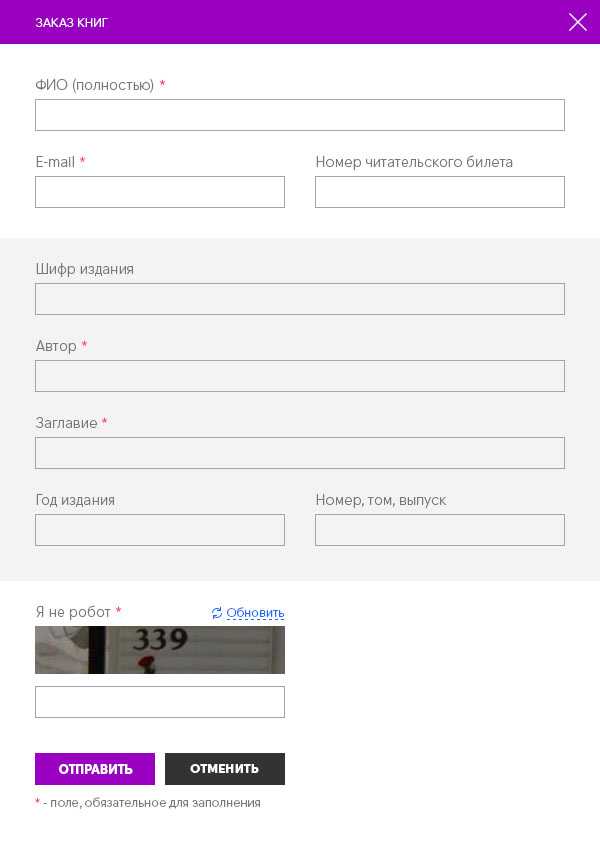 ЗАКАЗ КНИГ
ФИО (полностью) *
E-mail * Номер читательского билета
Шифр издания
Автор *
Заглавие *
Год издания Номер, том, выпуск
Я не робот * Обновить
339
ОТПРАВИТЬ ОТМЕНИТЬ
* - поле, обязательное для заполнения